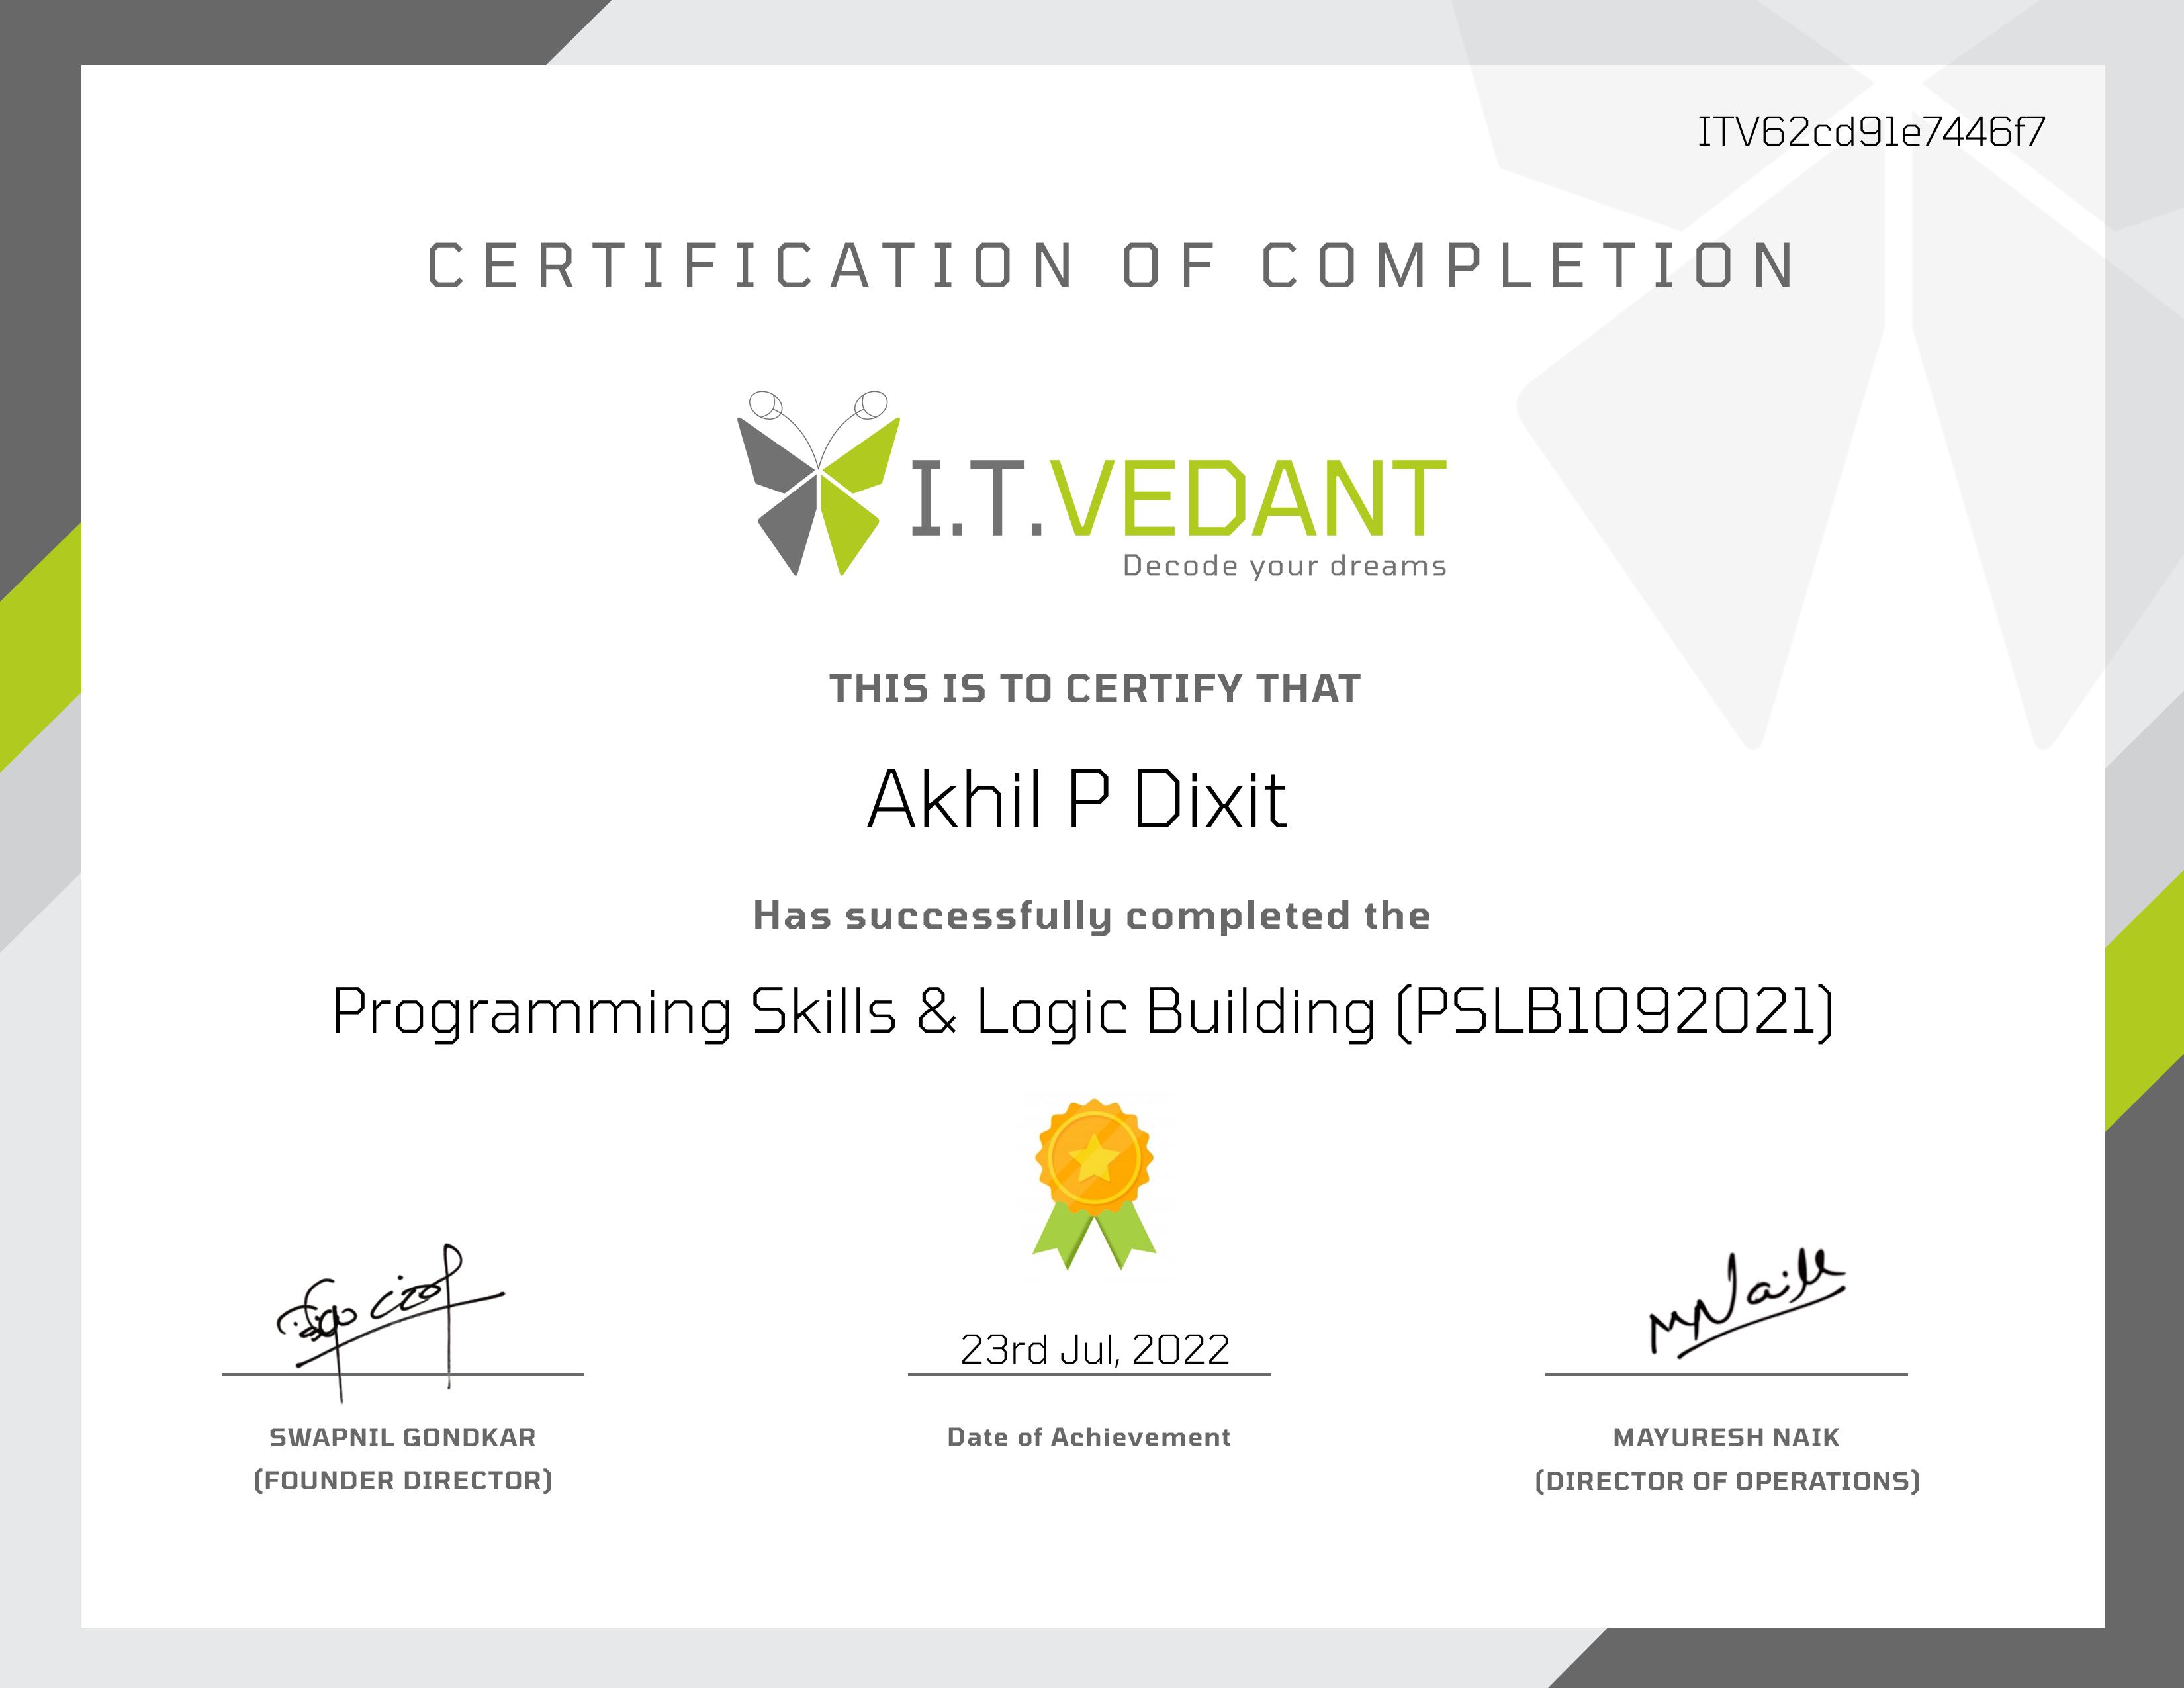 ITV62cd91e7446f7
CERTIFICATION OF COMPLETION
I.T.VEDANT
Decode your dreams
THIS IS TO CERTIFY THAT
Akhil P Dixit
Has successfully completed the
Programming Skills & Logic Building (PSLB1092021)
23rd Jul, 2022
SWAPNIL GONDKAR
(FOUNDER DIRECTOR)
Date of Achievement
MAYURESH NAIK
(DIRECTOR OF OPERATIONS)